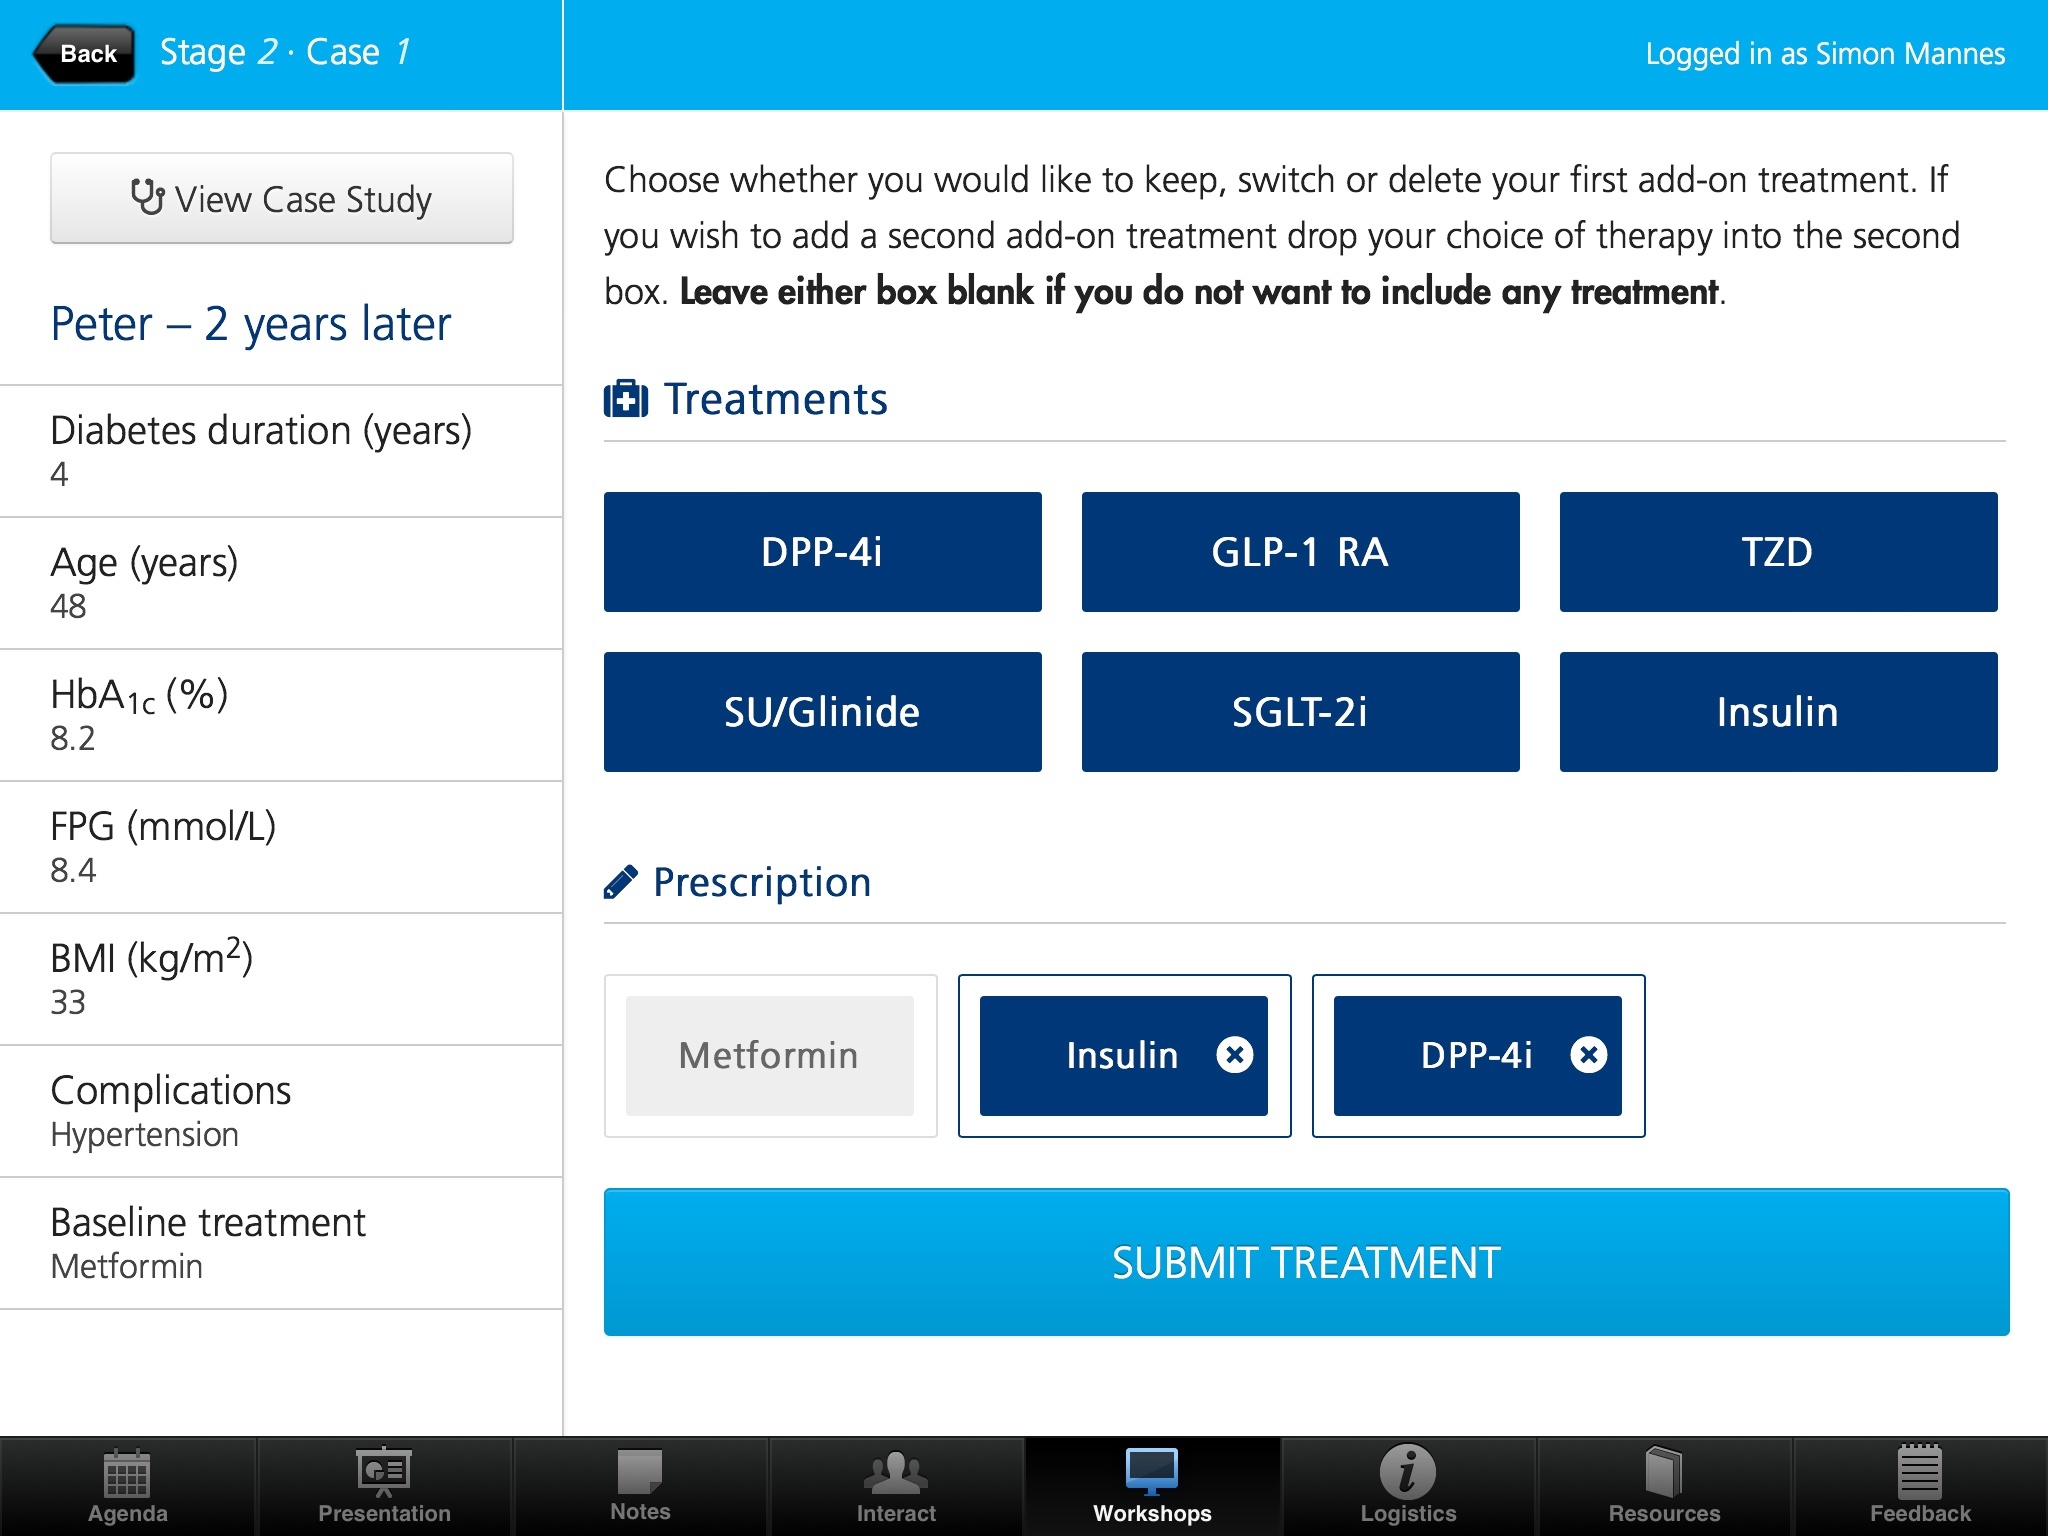 Back
Stage 2 · Case 1
Logged in as Simon Mannes
View Case Study
Peter – 2 years later
Diabetes duration (years)
4
Age (years)
48
HbA1c (%)
8.2
FPG (mmol/L)
8.4
BMI (kg/m2)
33
Complications
Hypertension
Baseline treatment
Metformin
Choose whether you would like to keep, switch or delete your first add-on treatment. If
you wish to add a second add-on treatment drop your choice of therapy into the second
box. Leave either box blank if you do not want to include any treatment.
Treatments
DPP-4i
GLP-1 RA
TZD
SU/Glinide
SGLT-2i
Insulin
Prescription
Metformin
Insulin
DPP-4i
SUBMIT TREATMENT
Agenda
Presentation
Notes
Interact
Workshops
Logistics
Resources
Feedback